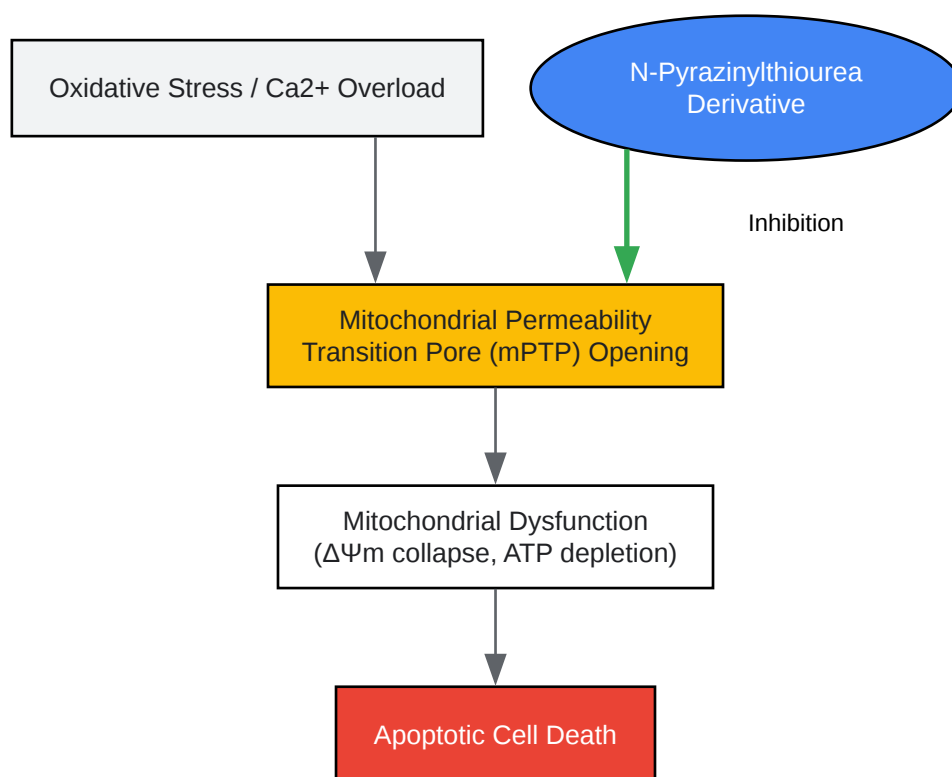 Oxidative Stress / Ca2+ Overload
N-Pyrazinylthiourea
Derivative
Inhibition
Mitochondrial Permeability
Transition Pore (mPTP) Opening
Mitochondrial Dysfunction
(ΔΨm collapse, ATP depletion)
Apoptotic Cell Death